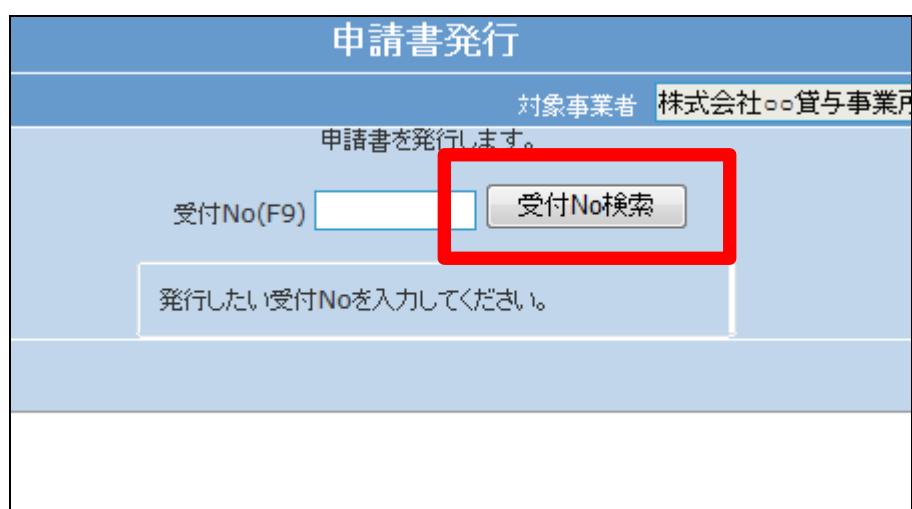 申請書発行
対象事業者 株式会社○○貸与事業所
申請書を発行します。
受付No(F9) 受付No検索
発行したい受付Noを入力してください。